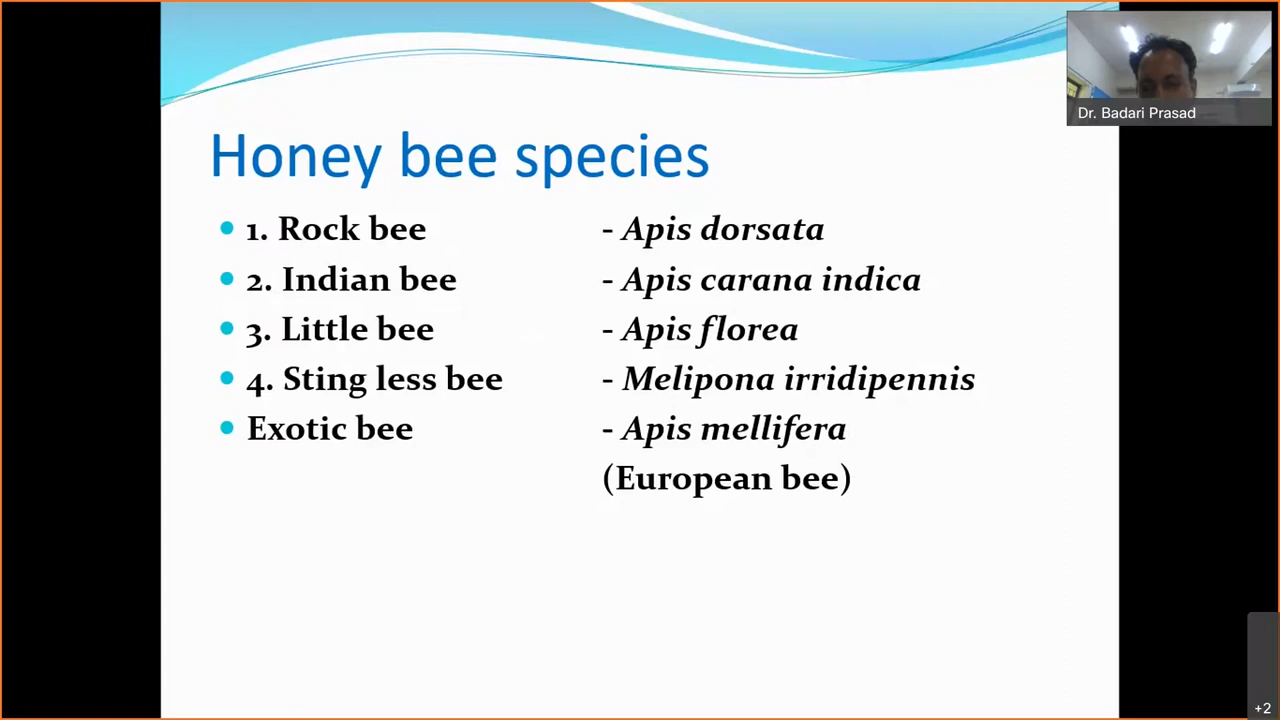 Dr. Badari Prasad
Honey bee species
1. Rock bee - Apis dorsata
2. Indian bee - Apis carana indica
3. Little bee - Apis florea
4. Sting less bee - Melipona irridipennis
Exotic bee - Apis mellifera
(European bee)
+2